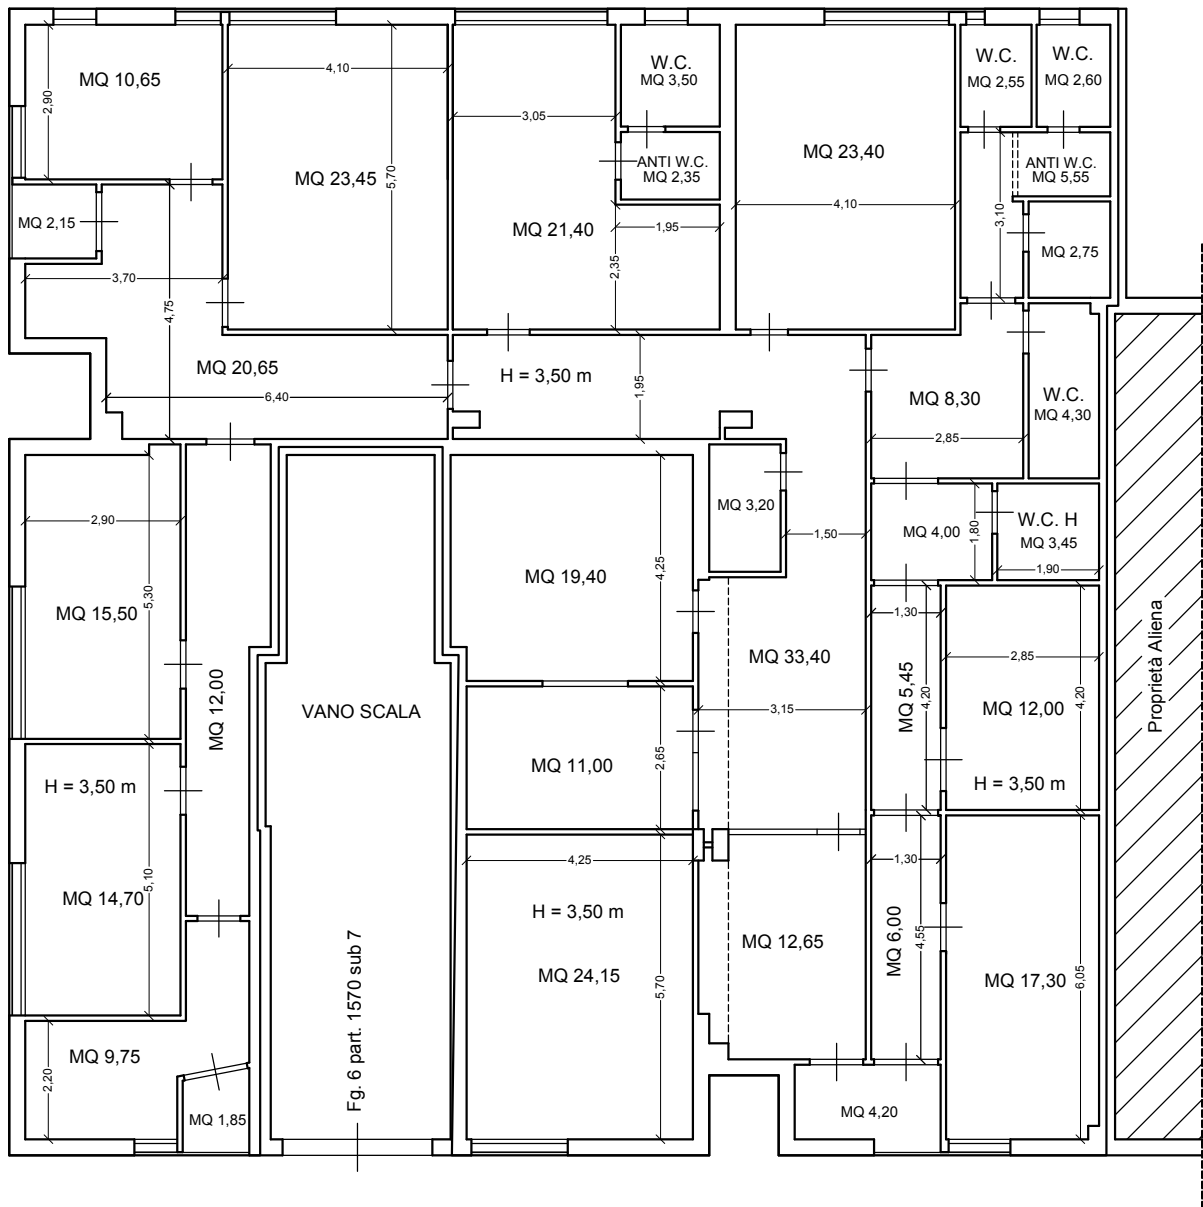 MQ 10,65
2,90
4,10
MQ 23,45
5,70
3,05
W.C.
MQ 3,50
ANTI W.C.
MQ 2,35
MQ 21,40
1,95
2,35
MQ 23,40
4,10
W.C.
MQ 2,55
W.C.
MQ 2,60
ANTI W.C.
MQ 5,55
3,10
MQ 2,75
MQ 2,15
3,70
4,75
MQ 20,65
6,40
H = 3,50 m
1,95
MQ 8,30
2,85
W.C.
MQ 4,30
2,90
5,30
MQ 15,50
MQ 12,00
VANO SCALA
MQ 19,40
4,25
MQ 3,20
1,50
MQ 4,00
1,80
W.C. H
MQ 3,45
1,90
MQ 33,40
3,15
1,30
MQ 5,45
4,20
2,85
MQ 12,00
4,20
H = 3,50 m
Proprietà Aliena
MQ 11,00
2,65
H = 3,50 m
MQ 14,70
5,10
4,25
H = 3,50 m
MQ 24,15
5,70
MQ 12,65
1,30
MQ 6,00
4,55
MQ 17,30
6,05
MQ 9,75
2,20
MQ 1,85
Fg. 6 part. 1570 sub 7
MQ 4,20